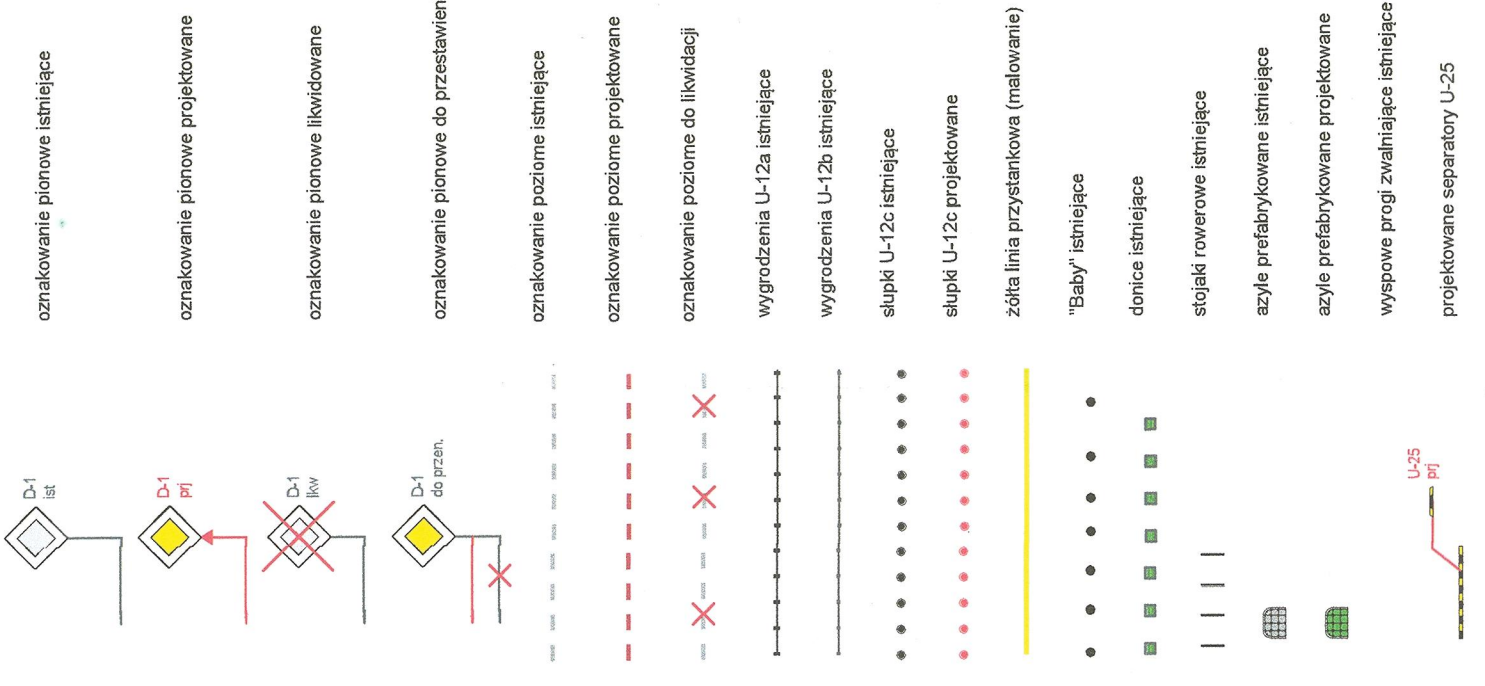 D-1
ist
oznakowanie pionowe istniejące
D-1
prj
oznakowanie pionowe projektowane
D-1
lkw
oznakowanie pionowe likwidowane
D-1
do przen.
oznakowanie pionowe do przestawien
oznakowanie poziome istniejące
oznakowanie poziome projektowane
oznakowanie poziome do likwidacji
wygrodzenia U-12a istniejące
wygrodzenia U-12b istniejące
słupki U-12c istniejące
słupki U-12c projektowane
żółta linia przystankowa (malowanie)
"Baby" istniejące
donice istniejące
stojaki rowerowe istniejące
azyle prefabrykowane istniejące
azyle prefabrykowane projektowane
wyspowe progi zwalniające istniejące
U-25
prj
projektowane separatory U-25